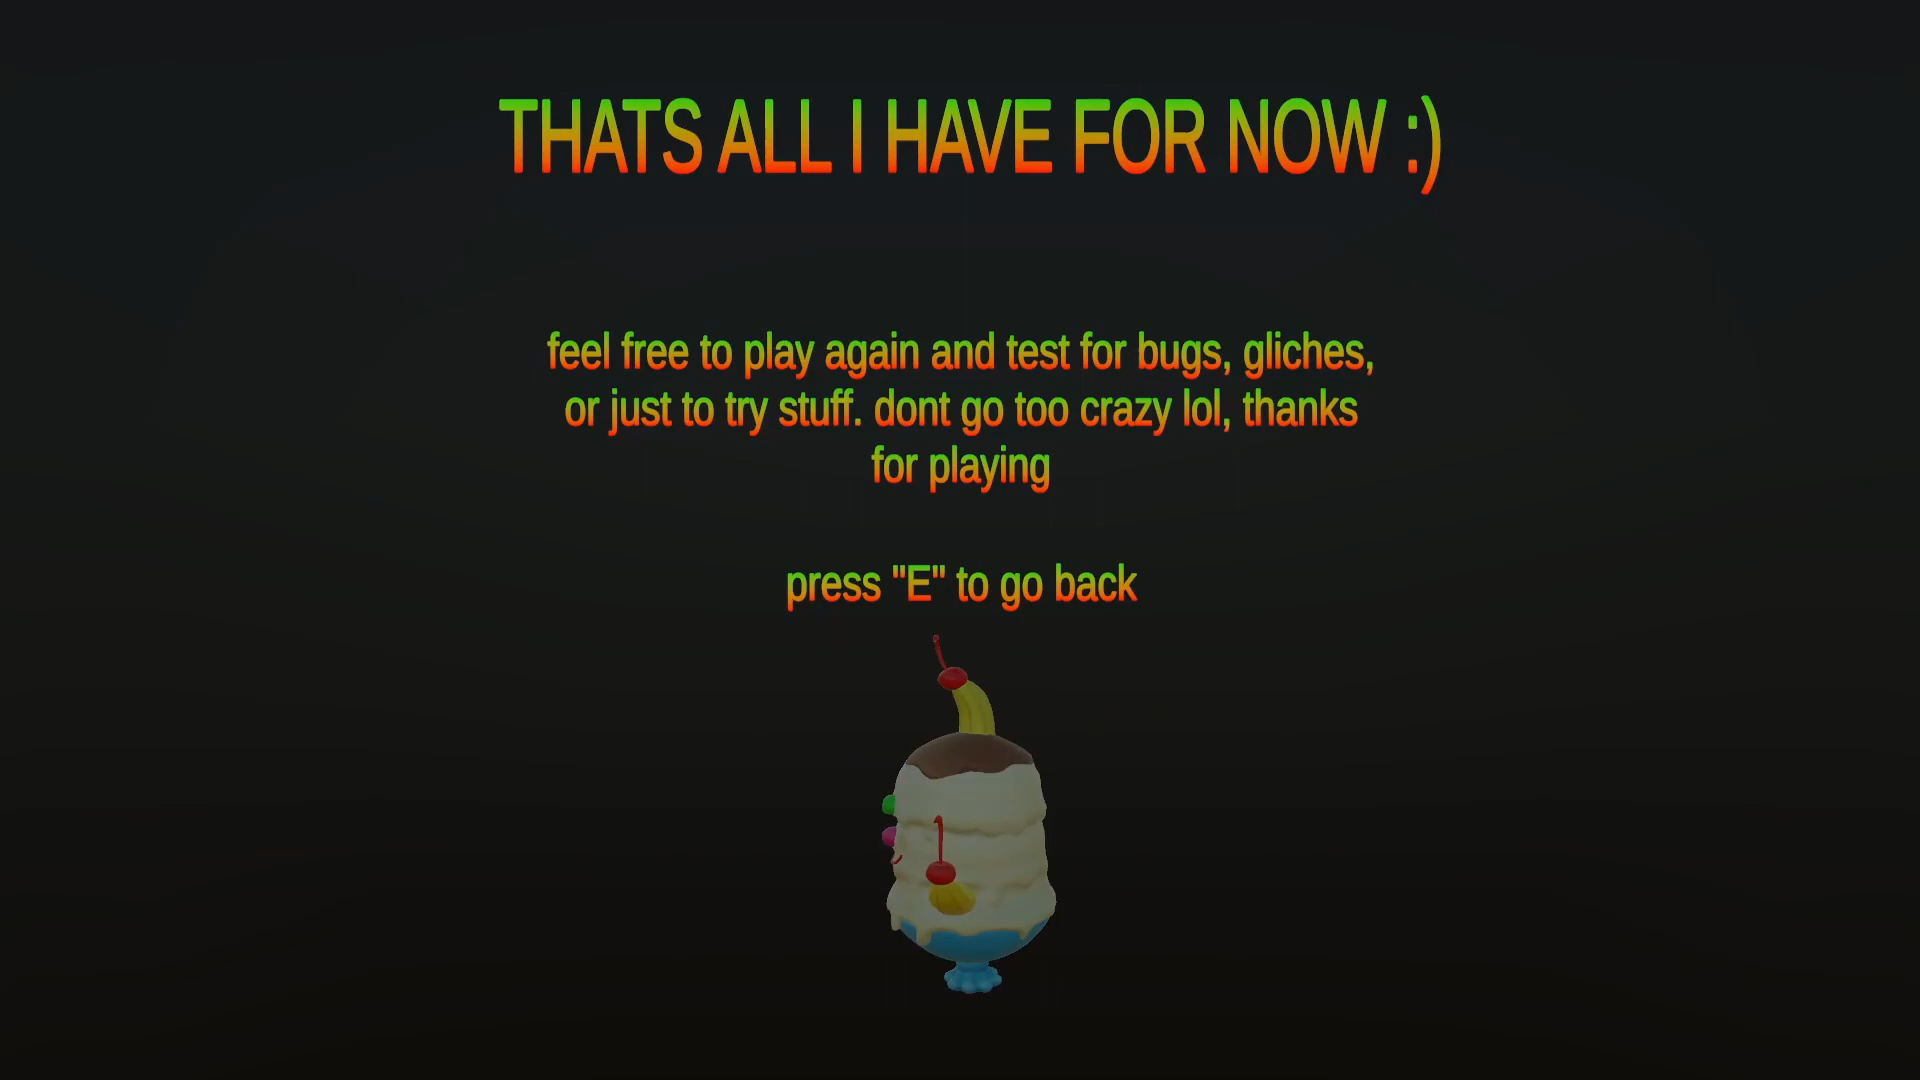 THATS ALL I HAVE FOR NOW :)
feel free to play again and test for bugs, gliches,
or just to try stuff. dont go too crazy lol, thanks
for playing
press "E" to go back